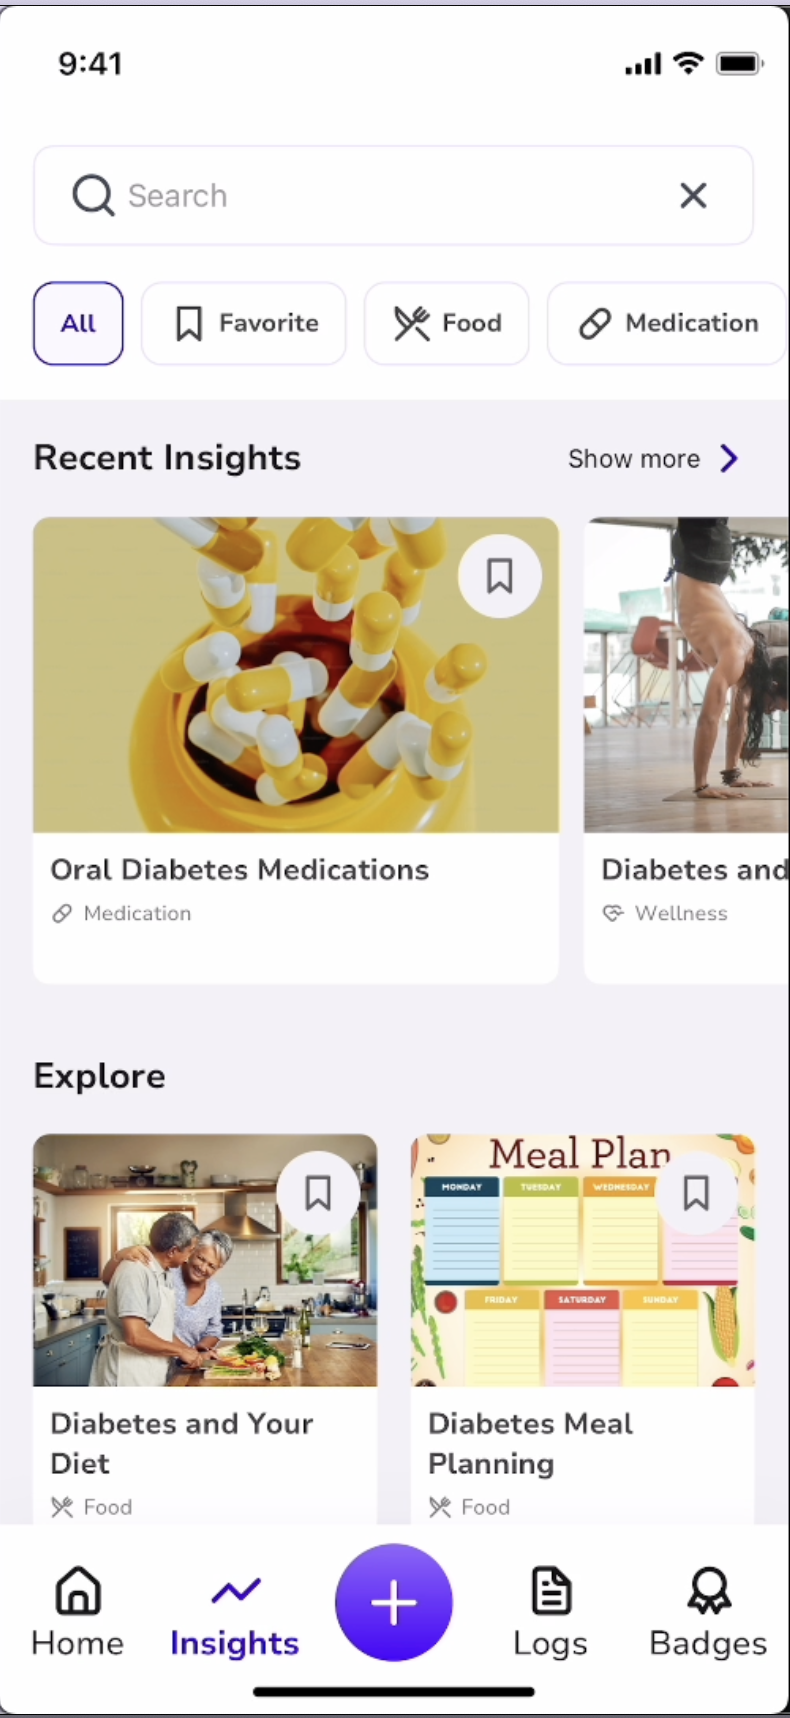 9:41
Search
All
Favorite
Food
Medication
Recent Insights
Show more
Oral Diabetes Medications
Medication
Diabetes and
Wellness
Explore
Meal Plan
MONDAY
TUESDAY
WEDNESDAY
FRIDAY
SATURDAY
SUNDAY
Diabetes and Your
Diet
Food
Diabetes Meal
Planning
Food
Home
Insights
Logs
Badges